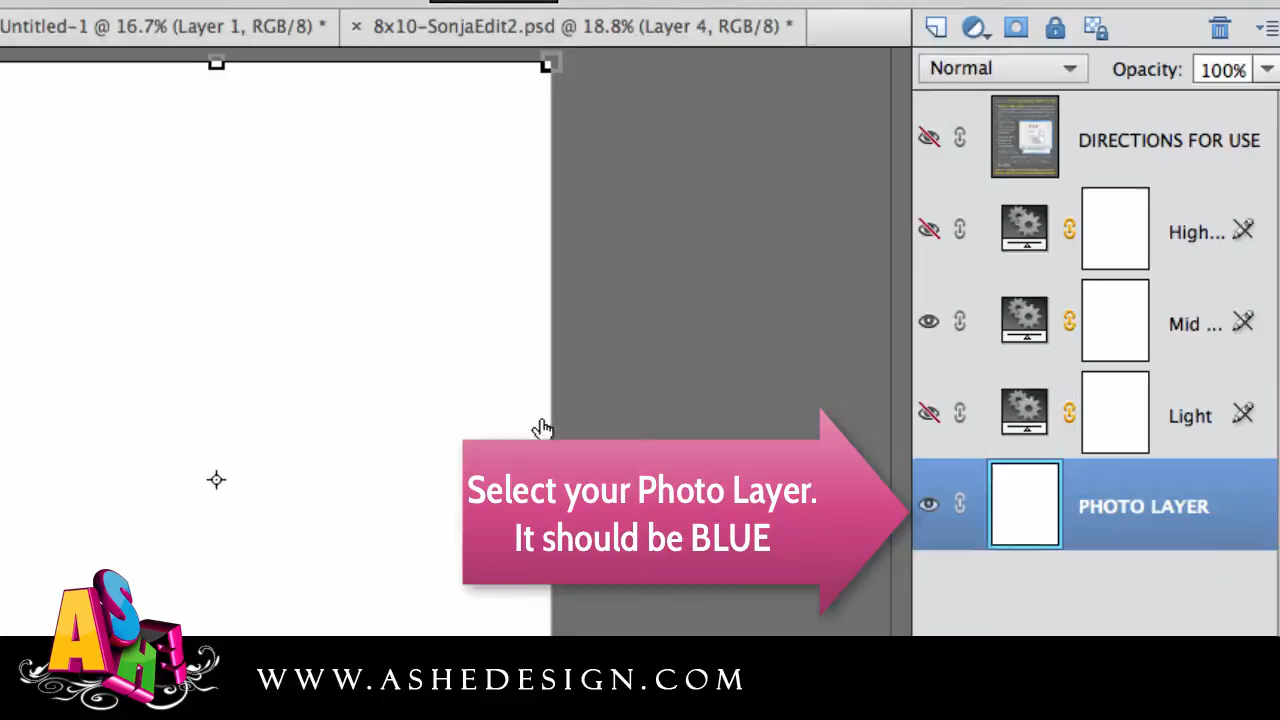 Untitled-1 @ 16.7% (Layer 1, RGB/8) * × 8x10-SonjaEdit2.psd @ 18.8% (Layer 4, RGB/8) *
Normal Opacity: 100%
DIRECTIONS FOR USE
High...
Mid ...
Light
Select your Photo Layer.
It should be BLUE
PHOTO LAYER
ASHE!
WWW.ASHEDESIGN.COM